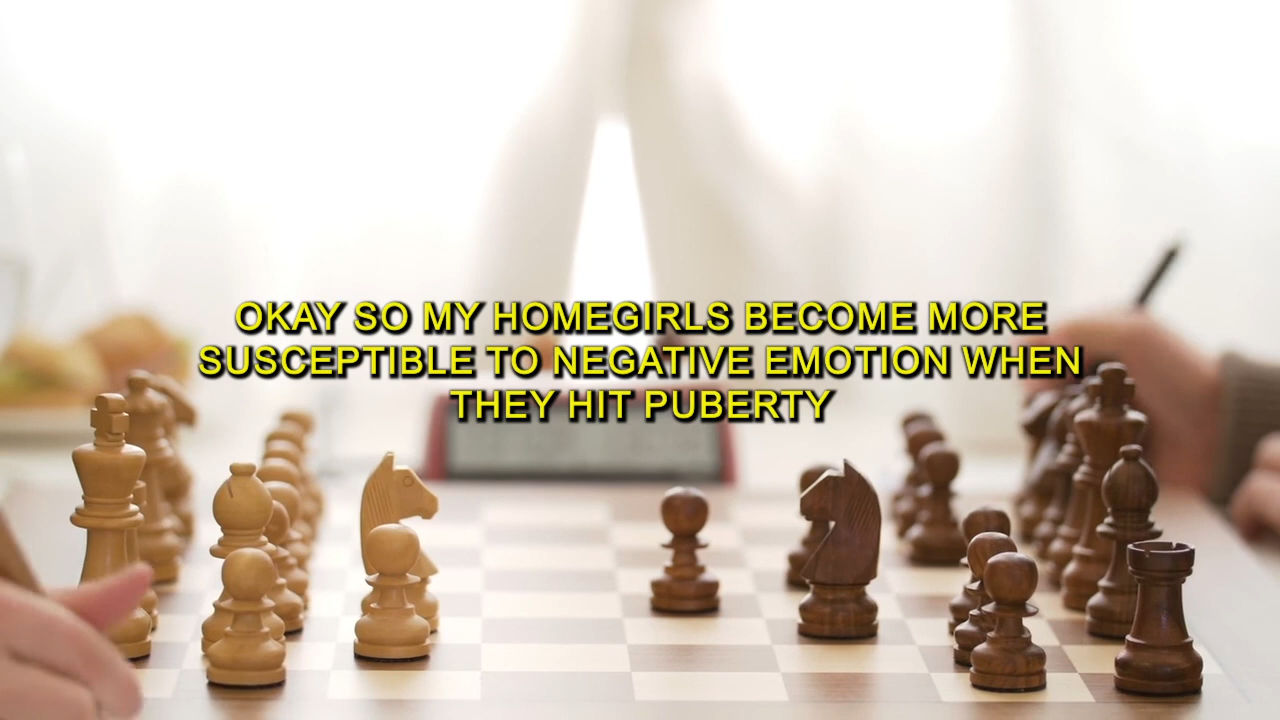 OKAY SO MY HOMEGIRLS BECOME MORE
SUSCEPTIBLE TO NEGATIVE EMOTION WHEN
THEY HIT PUBERTY